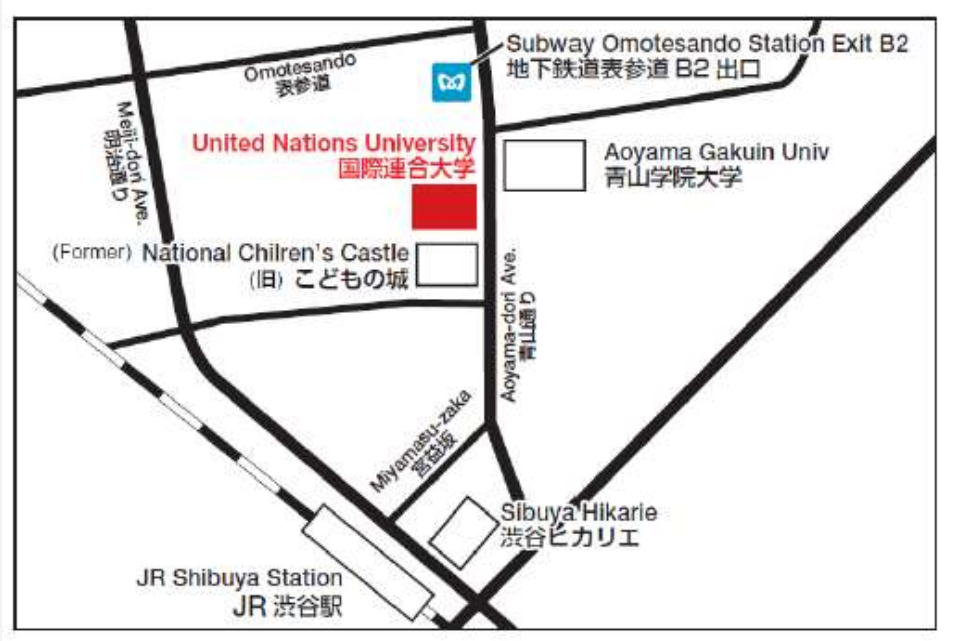 Subway Omotesando Station Exit B2
地下鉄道表参道 B2 出口
Omotesando
表参道
Meiji-dori Ave.
明治通り
United Nations University
国際連合大学
Aoyama Gakuin Univ
青山学院大学
(Former) National Chilren's Castle
(旧) こどもの城
Aoyama-dori Ave.
青山通り
Miyamasu-zaka
宮益坂
Sibuya Hikarie
渋谷ヒカリエ
JR Shibuya Station
JR 渋谷駅